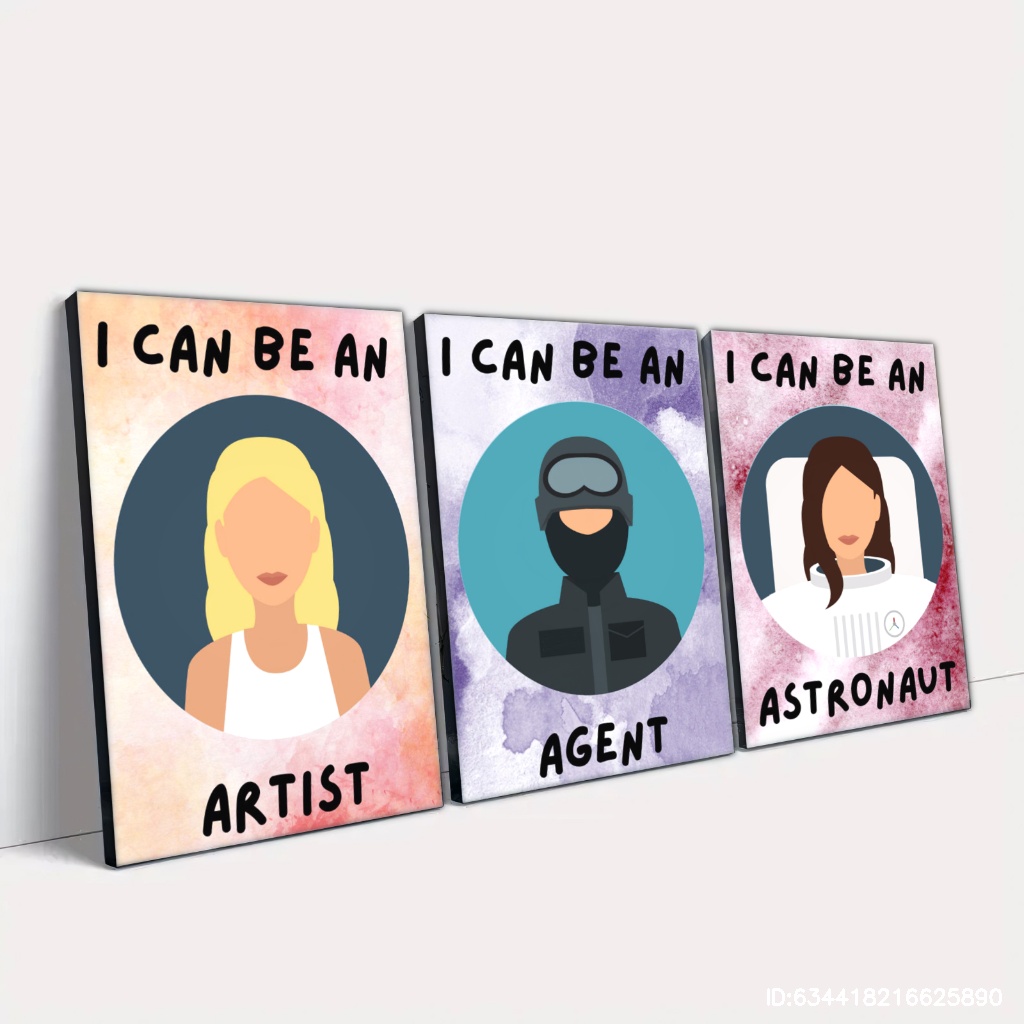 I CAN BE AN
ARTIST
I CAN BE AN
AGENT
I CAN BE AN
ASTRONAUT
ID:634418216625890